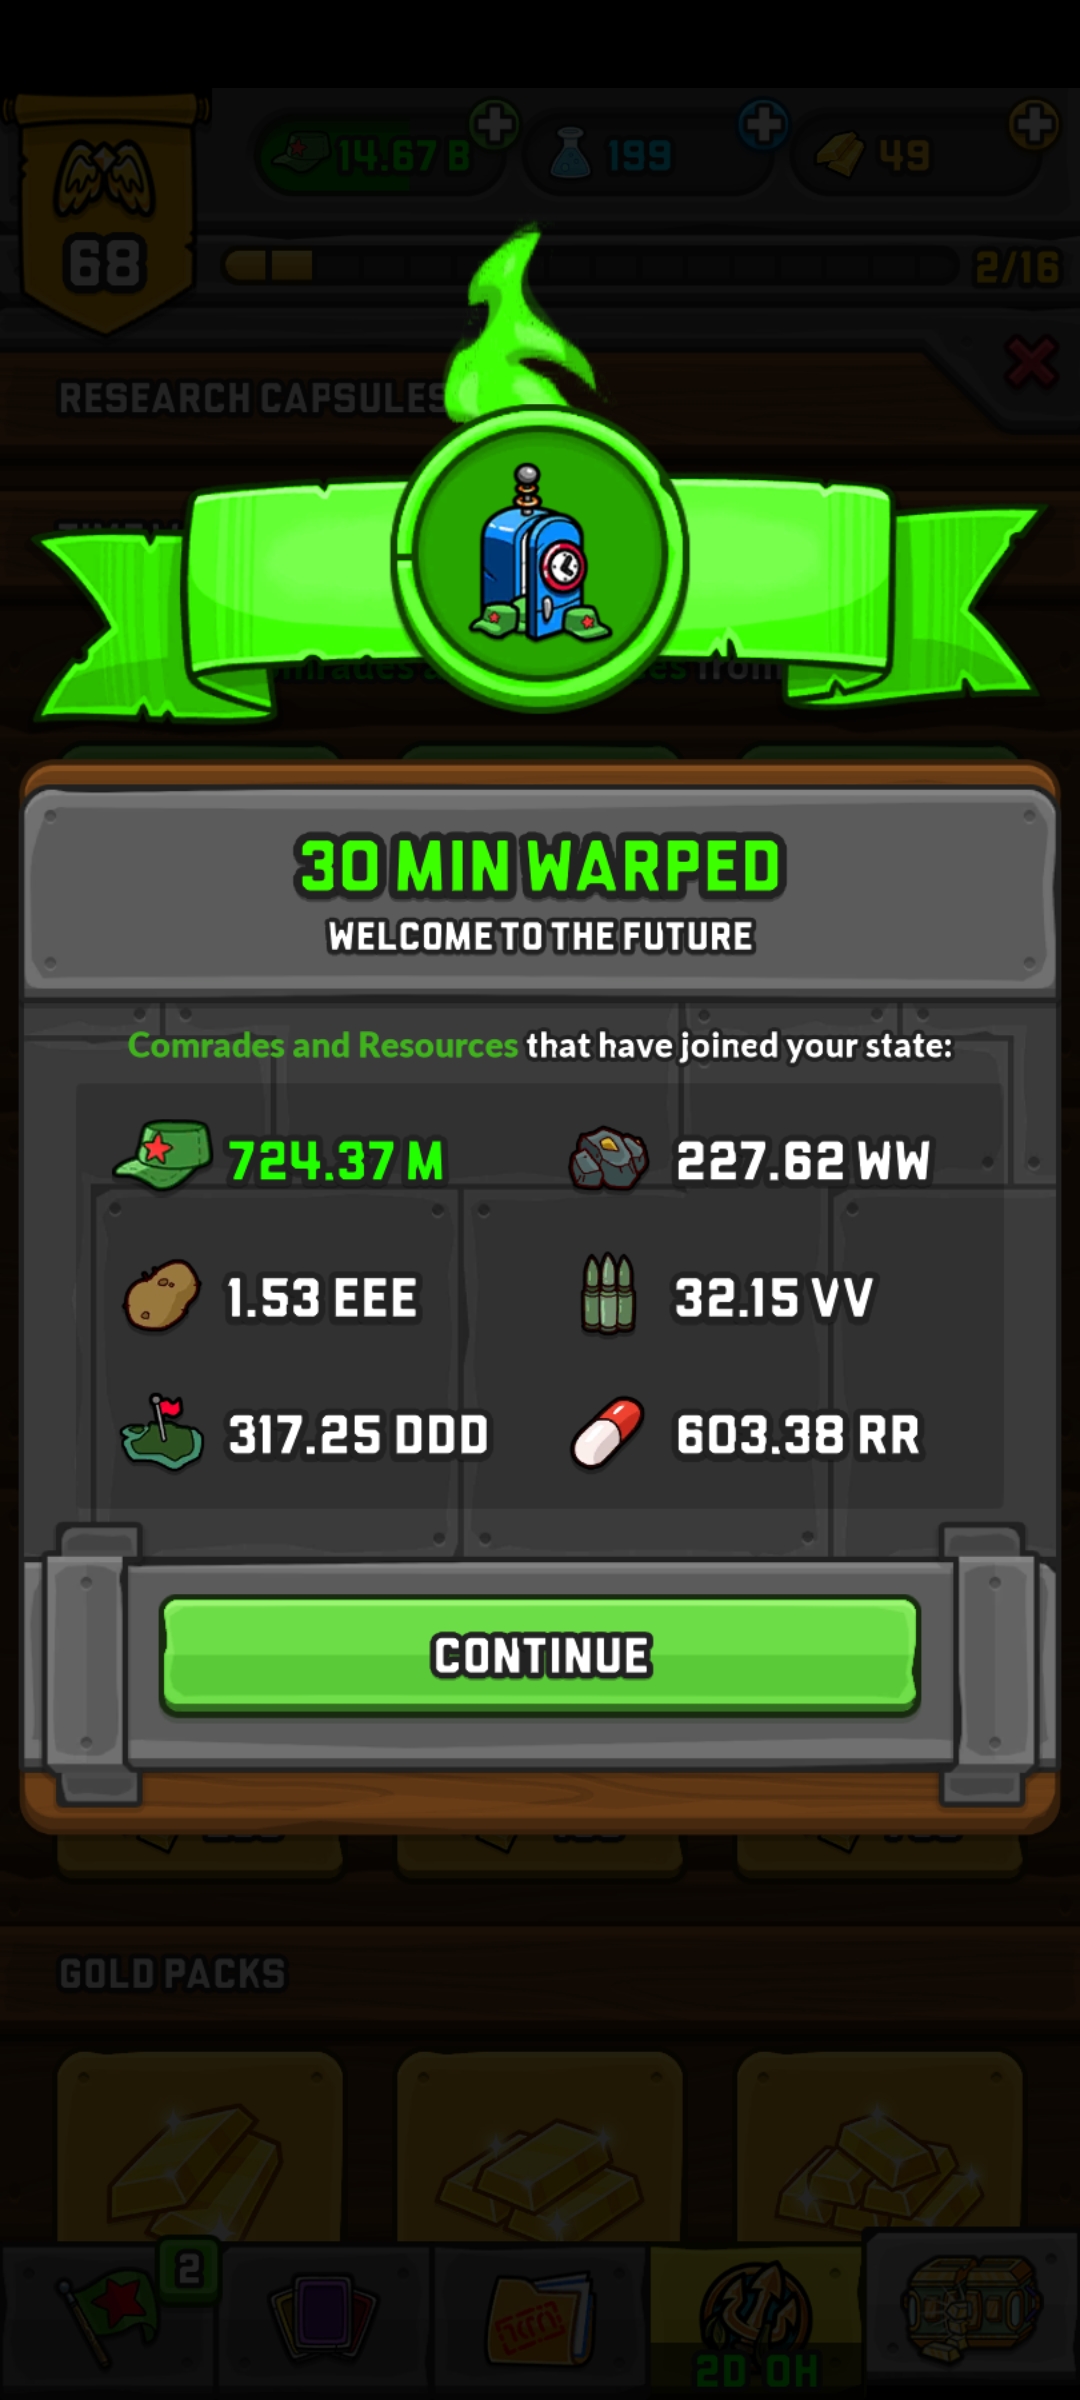 14.67 B
199
49
68
2/16
RESEARCH CAPSULES
from
30 MIN WARPED
WELCOME TO THE FUTURE
Comrades and Resources that have joined your state:
724.37 M
227.62 WW
1.53 EEE
32.15 VV
317.25 DDD
603.38 RR
CONTINUE
GOLD PACKS
2
2D 0H